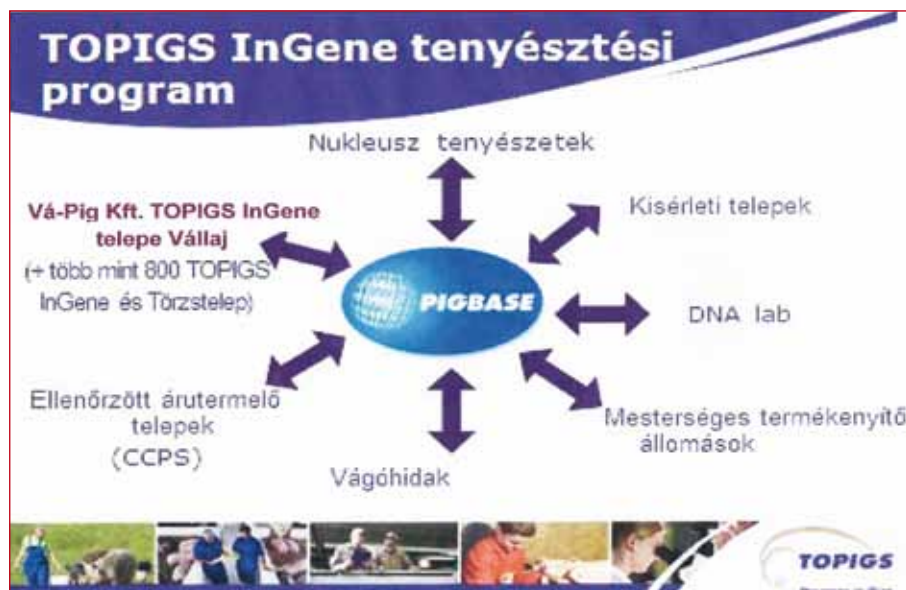 TOPIGS InGene tenyésztési
program
Nukleusz tenyészetek
Kisérleti telepek
Vá-Pig Kft. TOPIGS InGene
telepe Vállaj
(+ több mint 800 TOPIGS
InGene és Törzstelep)
PIGBASE
DNA lab
Ellenőrzött árutermelő
telepek
(CCPS)
Mesterséges termékenyítő
állomások
Vágóhidak
TOPIGS